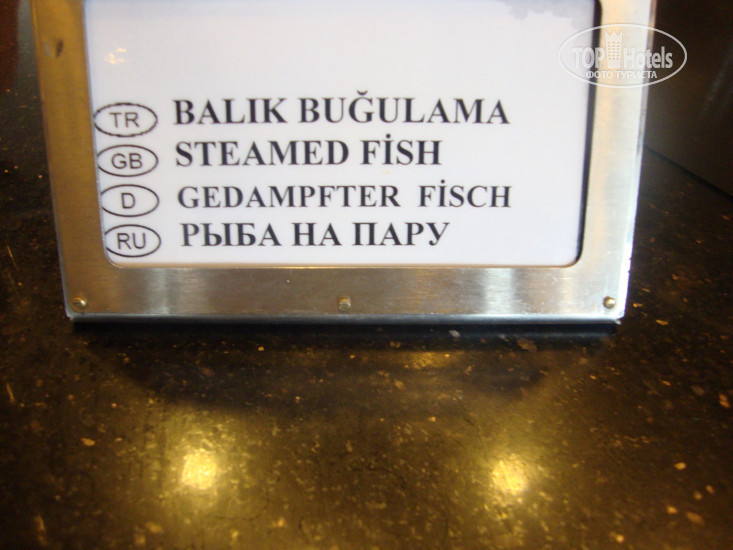 TOP Hotels
ФОТО ТУРИСТА
TR BALIK BUĞULAMA
GB STEAMED FİSH
D GEDAMPFTER FİSCH
RU РЫБА НА ПАРУ